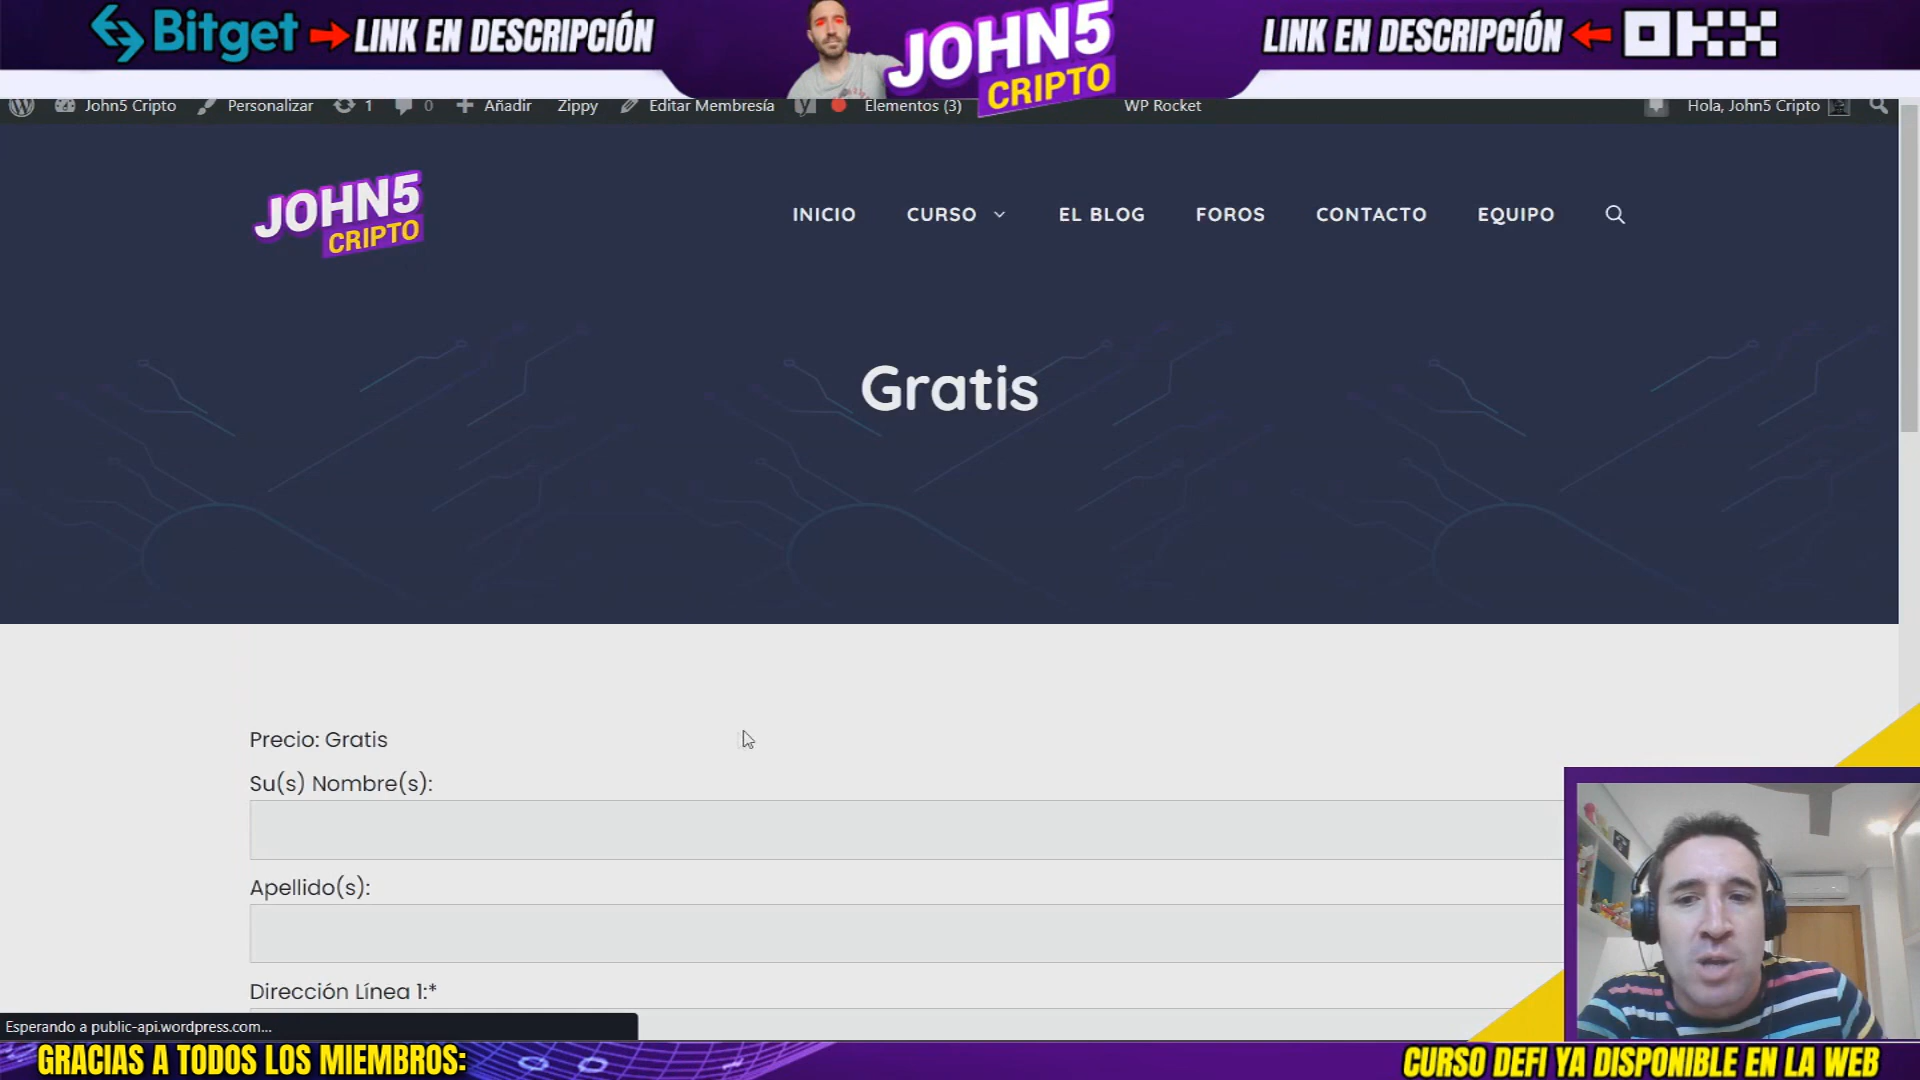 Bitget LINK EN DESCRIPCIÓN
JOHN5
CRIPTO
LINK EN DESCRIPCIÓN OKX
John5 Cripto Personalizar 1 0 Añadir Zippy Editar Membresía Elementos (3) WP Rocket Hola, John5 Cripto
JOHN5
CRIPTO
INICIO CURSO EL BLOG FOROS CONTACTO EQUIPO
Gratis
Precio: Gratis
Su(s) Nombre(s):
Apellido(s):
Dirección Línea 1:*
Esperando a public-api.wordpress.com...
GRACIAS A TODOS LOS MIEMBROS:
CURSO DEFI YA DISPONIBLE EN LA WEB